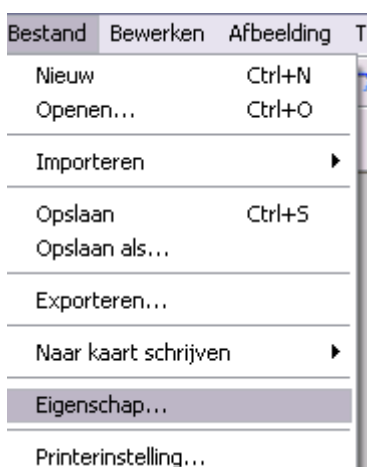 Bestand Bewerken Afbeelding T
Nieuw Ctrl+N
Openen... Ctrl+O
Importeren
Opslaan Ctrl+S
Opslaan als...
Exporteren...
Naar kaart schrijven
Eigenschap...
Printerinstelling...